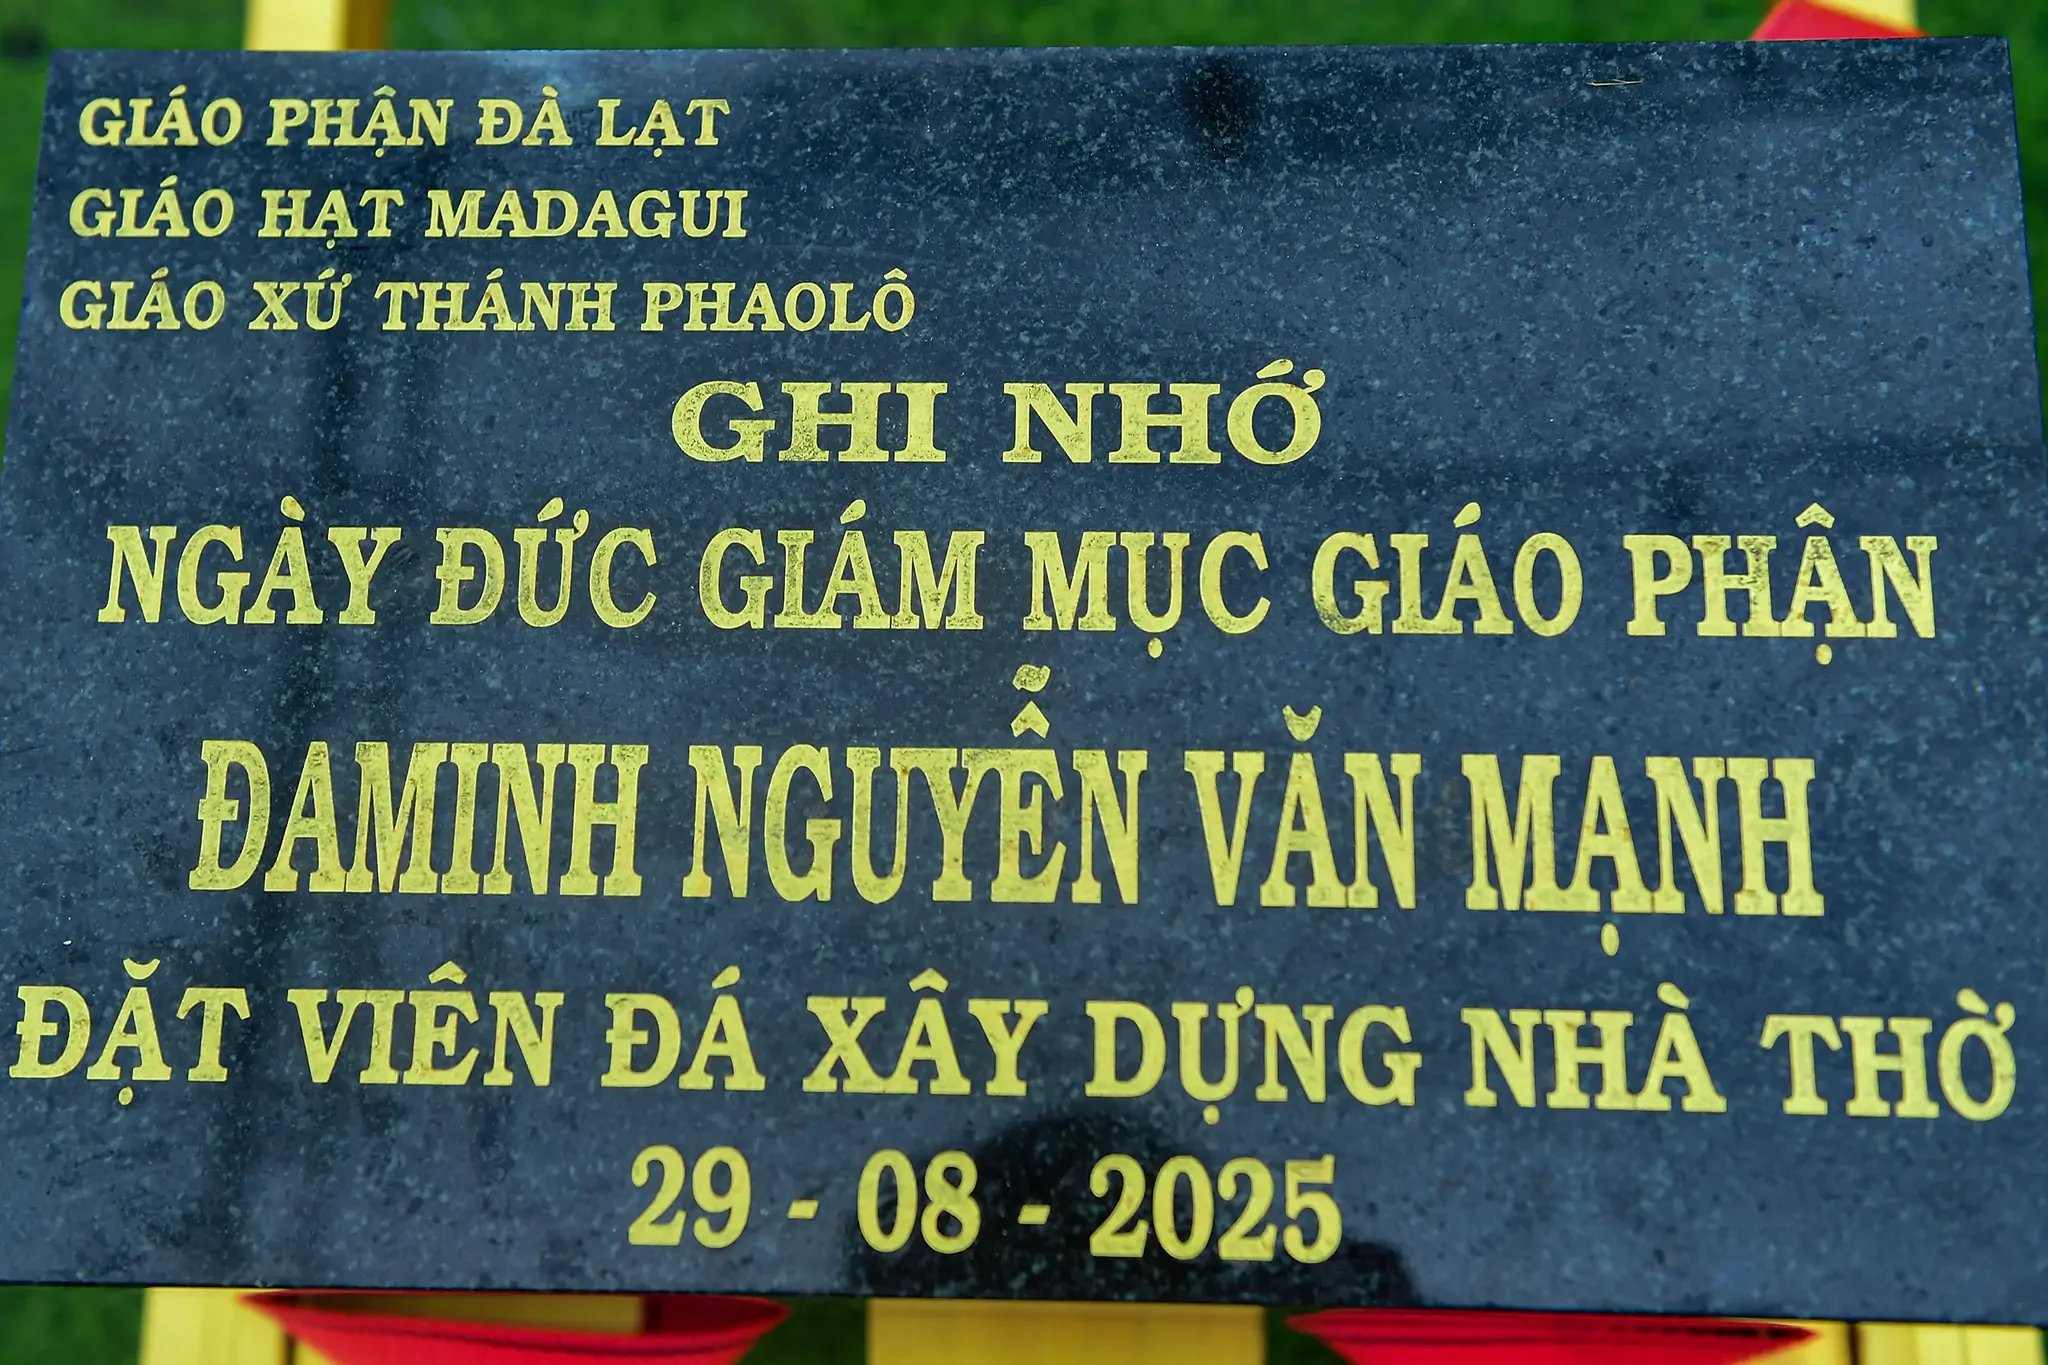 GIÁO PHẬN ĐÀ LẠT
GIÁO HẠT MADAGUI
GIÁO XỨ THÁNH PHAOLÔ
GHI NHỚ
NGÀY ĐỨC GIÁM MỤC GIÁO PHẬN
ĐAMINH NGUYỄN VĂN MẠNH
ĐẶT VIÊN ĐÁ XÂY DỰNG NHÀ THỜ
29 - 08 - 2025